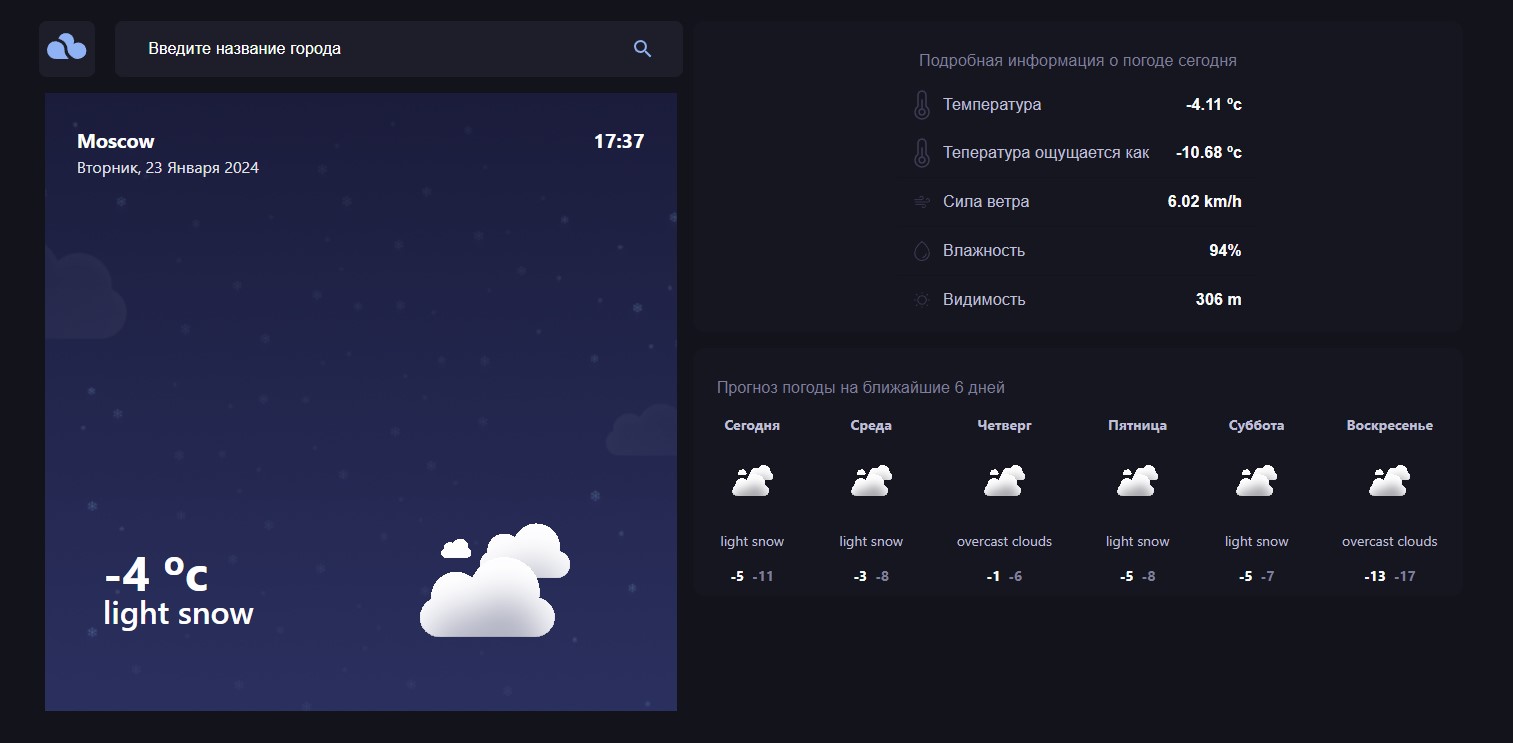 Введите название города
Moscow 17:37
Вторник, 23 Января 2024
-4 °c
light snow
Подробная информация о погоде сегодня
Температура -4.11 °c
Тепература ощущается как -10.68 °c
Сила ветра 6.02 km/h
Влажность 94%
Видимость 306 m
Прогноз погоды на ближайшие 6 дней
Сегодня Среда Четверг Пятница Суббота Воскресенье
light snow light snow overcast clouds light snow light snow overcast clouds
-5 -11 -3 -8 -1 -6 -5 -8 -5 -7 -13 -17